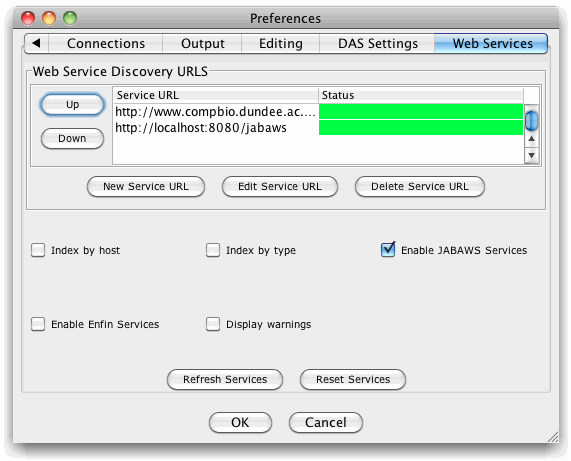 Preferences
Connections Output Editing DAS Settings Web Services
Web Service Discovery URLS
Up
Down
Service URL Status
http://www.compbio.dundee.ac....
http://localhost:8080/jabaws
New Service URL Edit Service URL Delete Service URL
Index by host Index by type Enable JABAWS Services
Enable Enfin Services Display warnings
Refresh Services Reset Services
OK Cancel